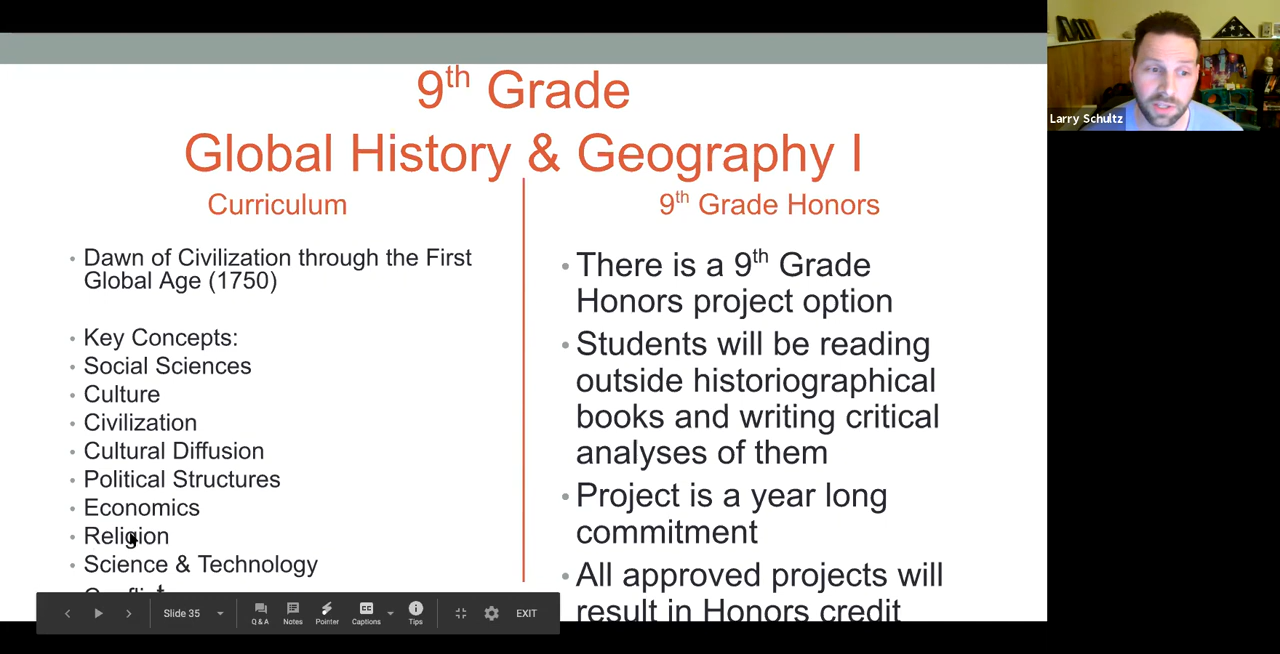 9th Grade
Global History & Geography I
Curriculum
Dawn of Civilization through the First
Global Age (1750)
Key Concepts:
Social Sciences
Culture
Civilization
Cultural Diffusion
Political Structures
Economics
Religion
Science & Technology
9th Grade Honors
There is a 9th Grade
Honors project option
Students will be reading
outside historiographical
books and writing critical
analyses of them
Project is a year long
commitment
All approved projects will
result in Honors credit
Larry Schultz
Slide 35
Q & A
Notes
Pointer
CC
Captions
Tips
EXIT